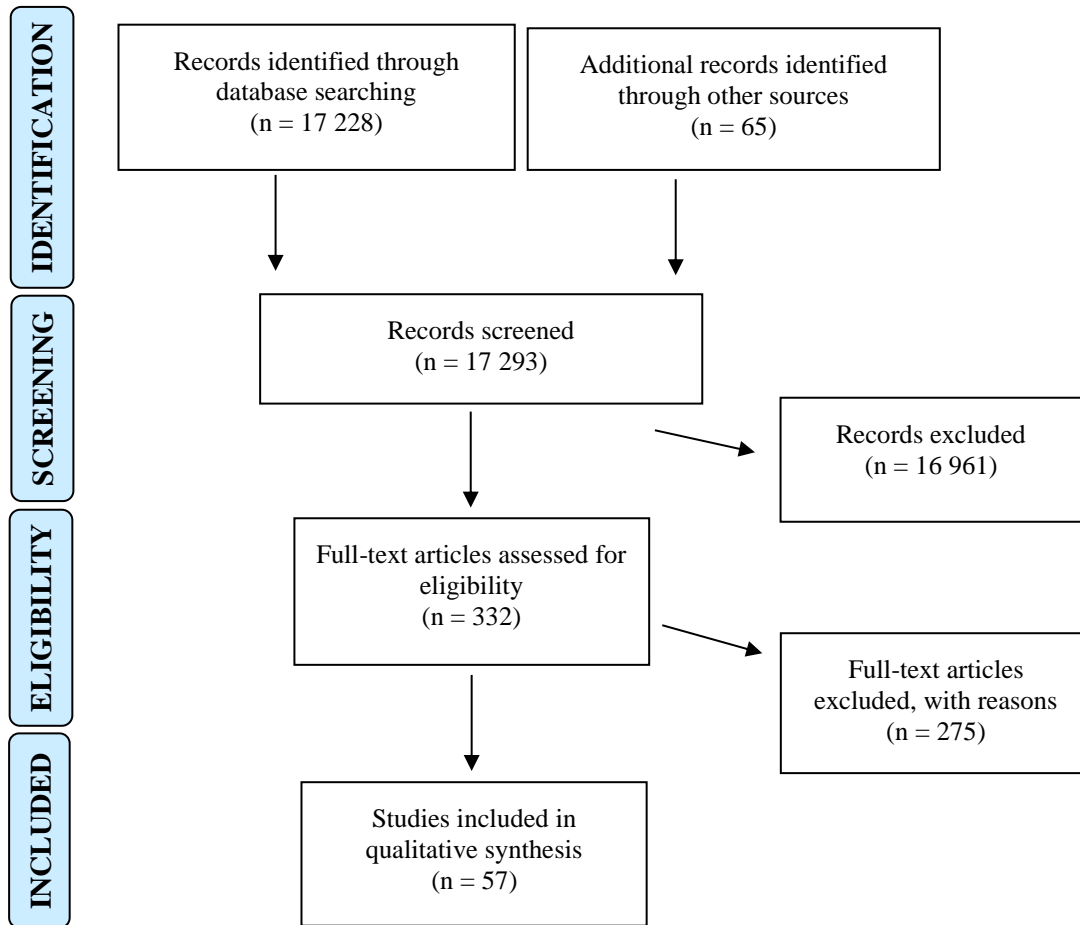 IDENTIFICATION
Records identified through
database searching
(n = 17 228)
Additional records identified
through other sources
(n = 65)
SCREENING
Records screened
(n = 17 293)
Records excluded
(n = 16 961)
ELIGIBILITY
Full-text articles assessed for
eligibility
(n = 332)
Full-text articles
excluded, with reasons
(n = 275)
INCLUDED
Studies included in
qualitative synthesis
(n = 57)